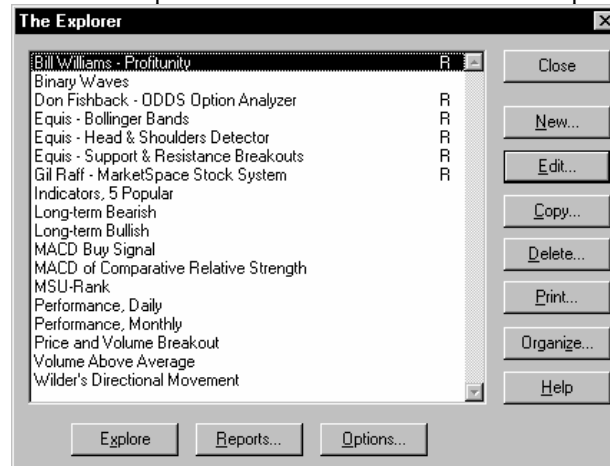 The Explorer
Bill Williams - Profitunity R
Binary Waves
Don Fishback - ODDS Option Analyzer R
Equis - Bollinger Bands R
Equis - Head & Shoulders Detector R
Equis - Support & Resistance Breakouts R
Gil Raff - MarketSpace Stock System R
Indicators, 5 Popular
Long-term Bearish
Long-term Bullish
MACD Buy Signal
MACD of Comparative Relative Strength
MSU-Rank
Performance, Daily
Performance, Monthly
Price and Volume Breakout
Volume Above Average
Wilder's Directional Movement
Close
New...
Edit...
Copy...
Delete...
Print...
Organize...
Help
Explore Reports... Options...